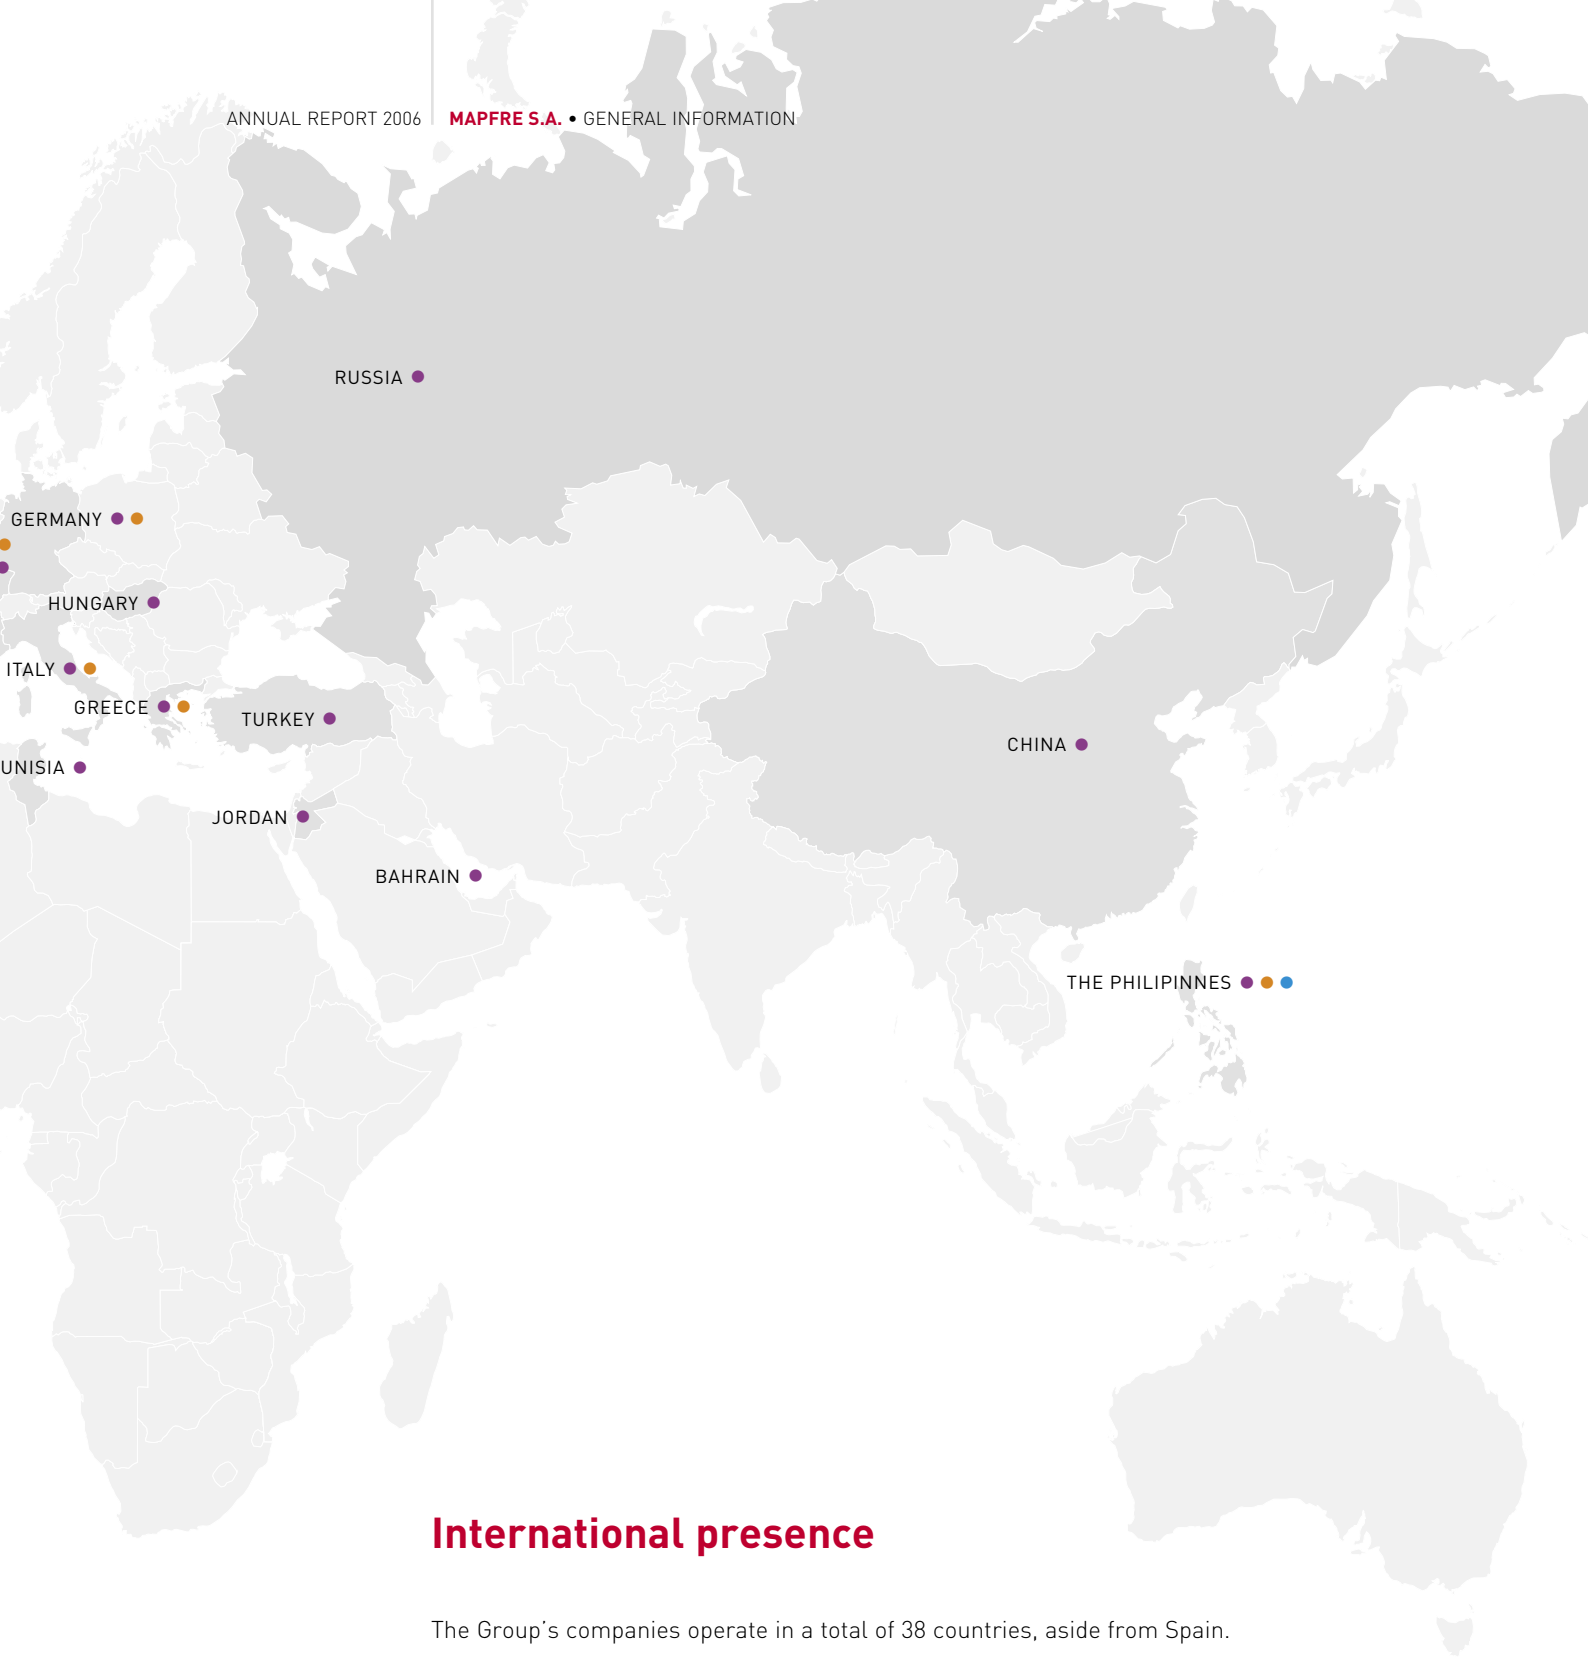 ANNUAL REPORT 2006 MAPFRE S.A. • GENERAL INFORMATION
RUSSIA
GERMANY
HUNGARY
ITALY
GREECE
TURKEY
CHINA
UNISIA
JORDAN
BAHRAIN
THE PHILIPINNES
International presence
The Group's companies operate in a total of 38 countries, aside from Spain.